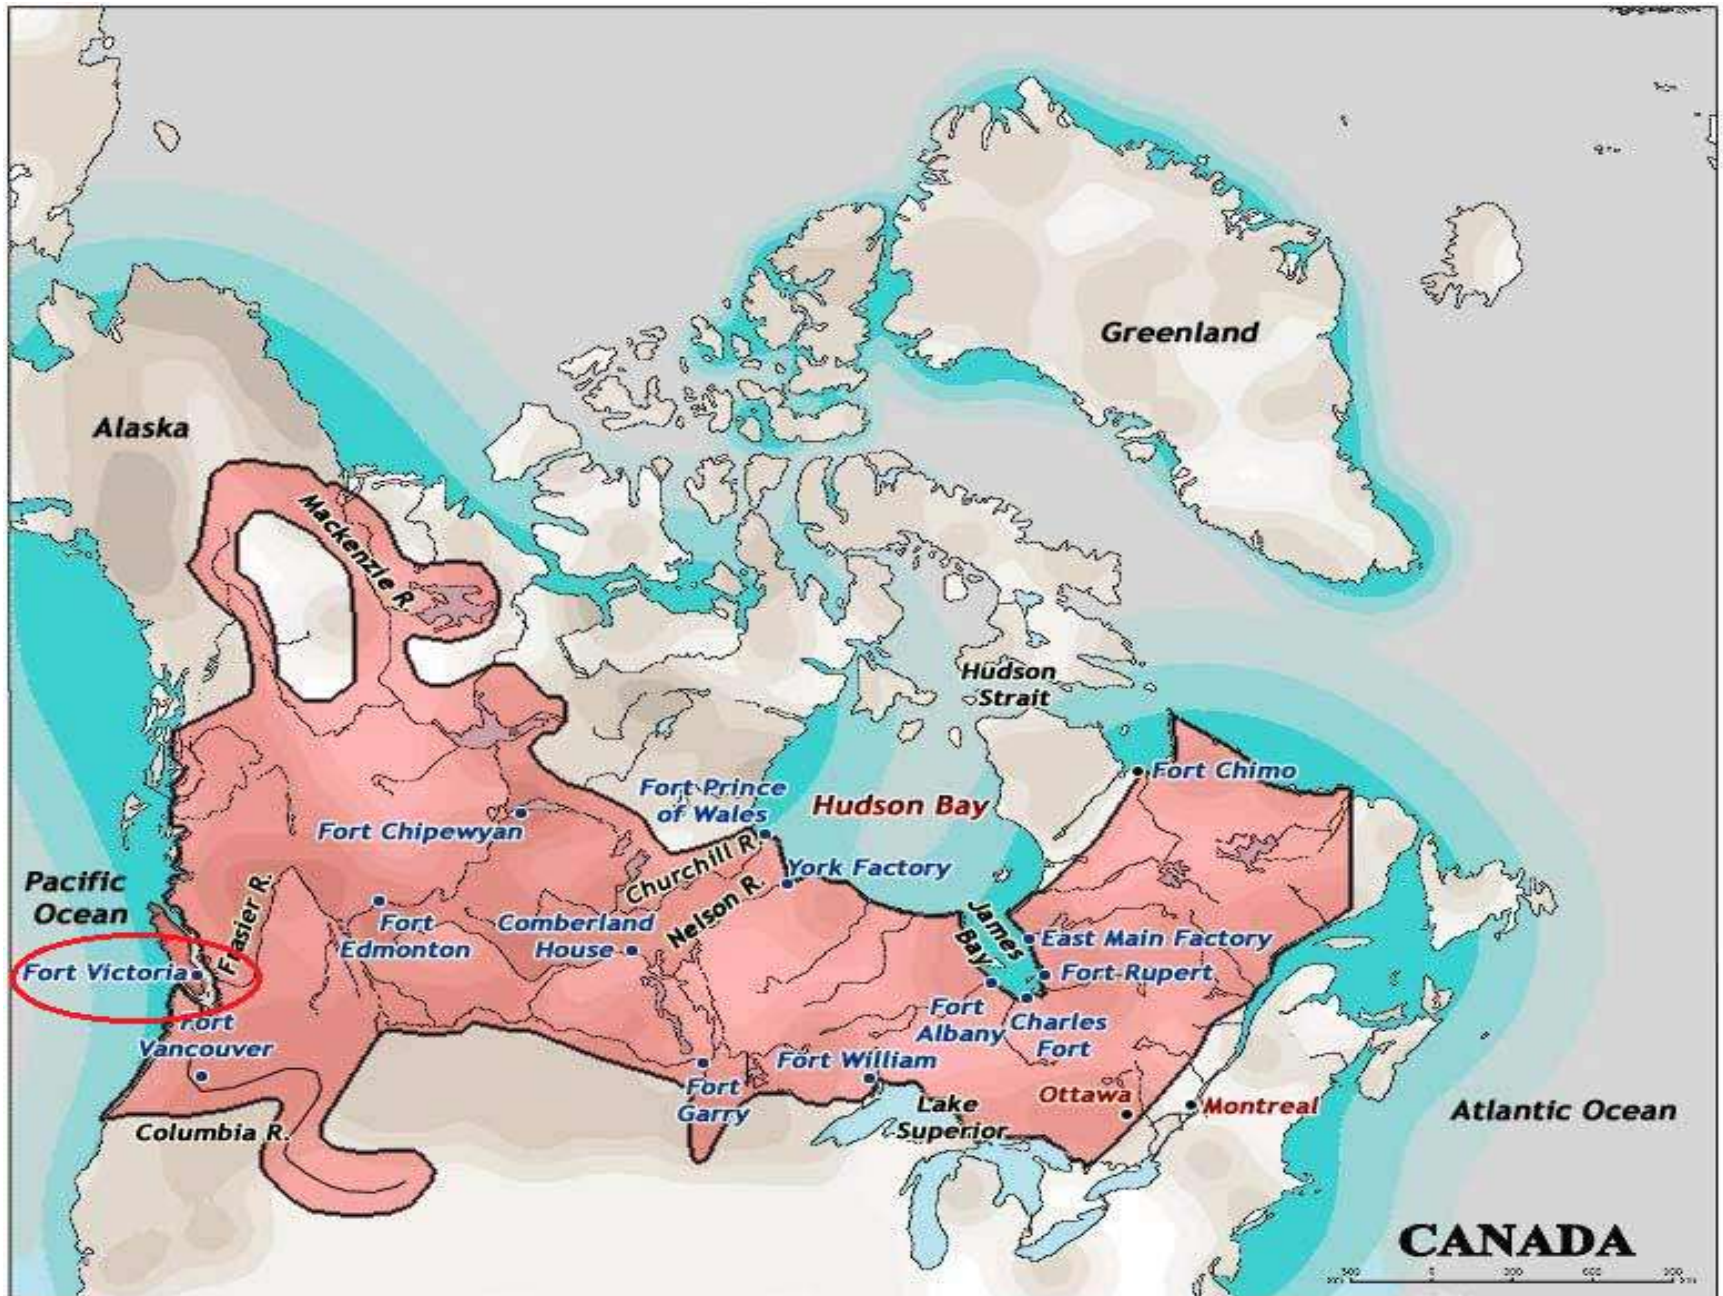 Greenland
Alaska
Mackenzie R.
Hudson
Strait
Fort Chimo
Fort Prince
of Wales
Hudson Bay
Fort Chipewyan
Churchill R.
York Factory
Pacific
Ocean
Frasier R.
Fort
Edmonton
Comberland
House
Nelson R.
James
Bay
East Main Factory
Fort Victoria
Fort-Rupert
Fort
Albany
Charles
Fort
Fort
Vancouver
Fort William
Fort
Garry
Ottawa
Lake
Superior
Montreal
Atlantic Ocean
Columbia R.
CANADA